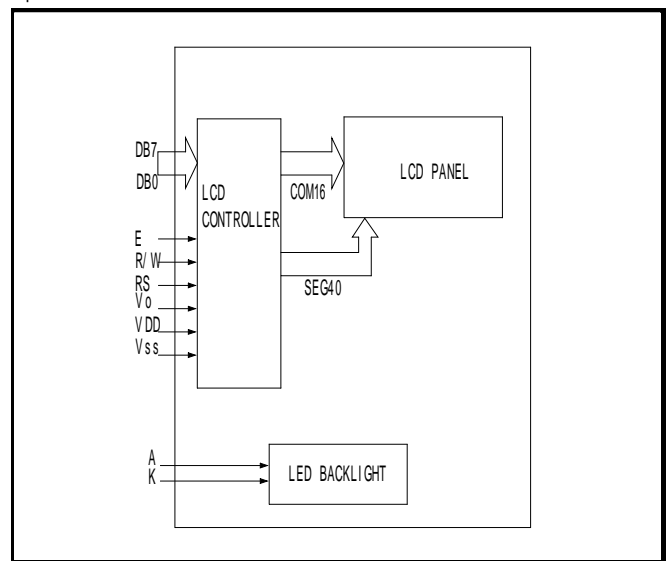 DB7
DB0
LCD
CONTROLLER
COM16
LCD PANEL
E
R/W
RS
Vo
VDD
Vss
SEG40
A
K
LED BACKLIGHT